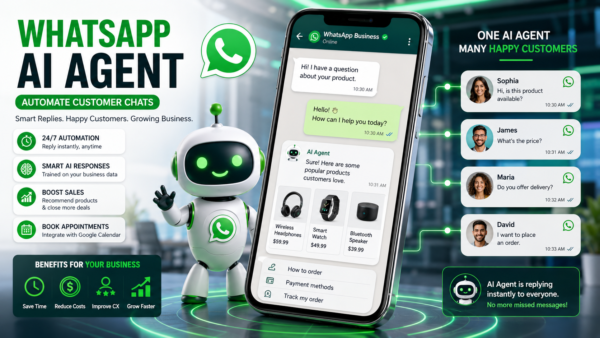 WHATSAPP
AI AGENT
AUTOMATE CUSTOMER CHATS
Smart Replies. Happy Customers. Growing Business.
24/7 AUTOMATION
Reply instantly, anytime
SMART AI RESPONSES
Trained on your business data
BOOST SALES
Recommend products
& close more deals
BOOK APPOINTMENTS
Integrate with Google Calendar
BENEFITS FOR YOUR BUSINESS
Save Time
Reduce Costs
Improve CX
Grow Faster
WhatsApp Business
Online
Hi! I have a question
about your product.
10:30 AM
Hello! 👋
How can I help you today?
10:30 AM
AI Agent
Sure! Here are some
popular products
customers love.
10:31 AM
Wireless
Headphones
$59.99
Smart
Watch
$49.99
Bluetooth
Speaker
$39.99
How to order
Payment methods
Track my order
ONE AI AGENT
MANY HAPPY CUSTOMERS
Sophia
Hi, is this product
available?
10:30 AM
James
What's the price?
10:31 AM
Maria
Do you offer delivery?
10:32 AM
David
I want to place
an order.
10:33 AM
AI Agent is replying
instantly to everyone.
No more missed messages!